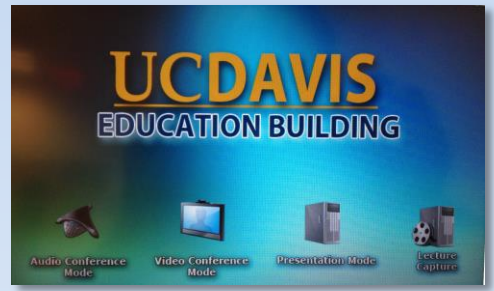 UCDAVIS
EDUCATION BUILDING
Audio Conference
Mode
Video Conference
Mode
Presentation Mode
Lecture
Capture